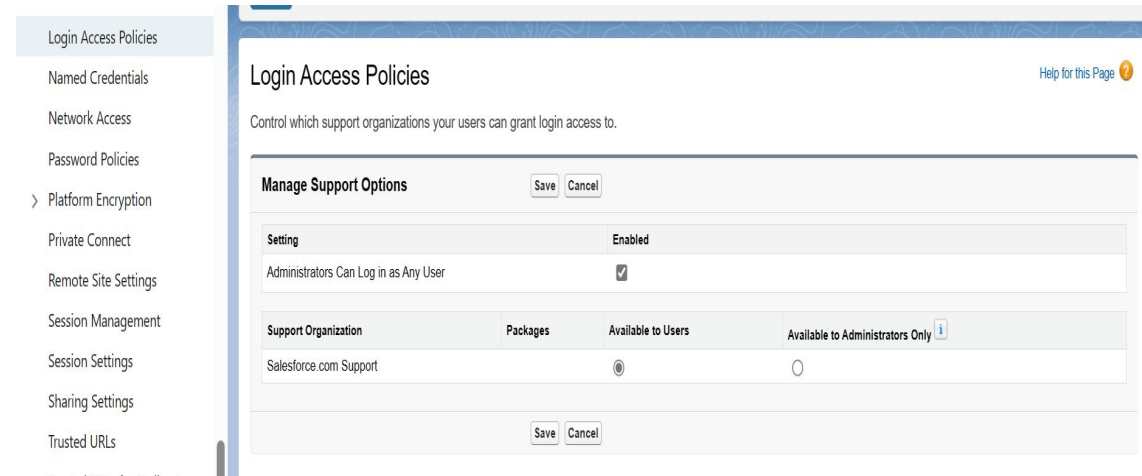 Login Access Policies
Named Credentials
Network Access
Password Policies
Platform Encryption
Private Connect
Remote Site Settings
Session Management
Session Settings
Sharing Settings
Trusted URLs
Login Access Policies
Help for this Page ?
Control which support organizations your users can grant login access to.
Manage Support Options Save Cancel
Setting Enabled
Administrators Can Log in as Any User
Support Organization Packages Available to Users Available to Administrators Only i
Salesforce.com Support
Save Cancel